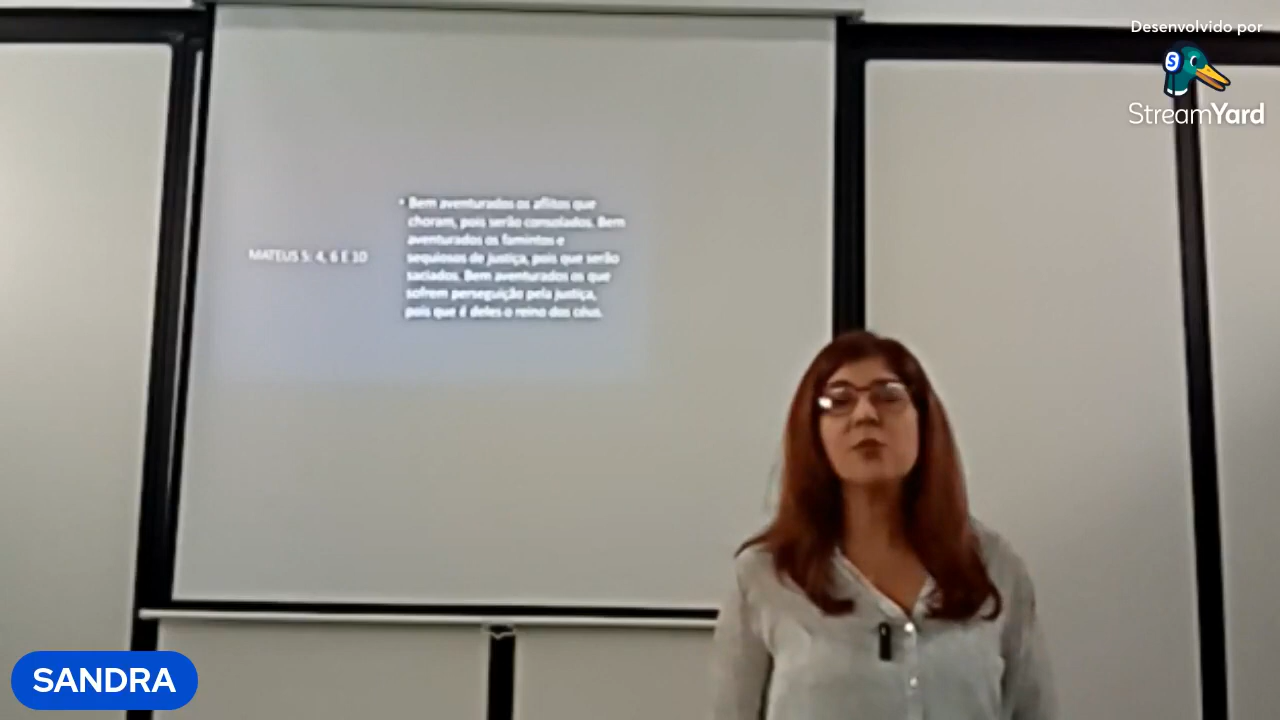 Desenvolvido por
StreamYard
MATEUS 5: 4, 6 E 10
• Bem aventurados os aflitos que
choram, pois serão consolados. Bem
aventurados os famintos e
sequiosos de justiça, pois que serão
saciados. Bem aventurados os que
sofrem perseguição pela justiça,
pois que é deles o reino dos céus.
SANDRA